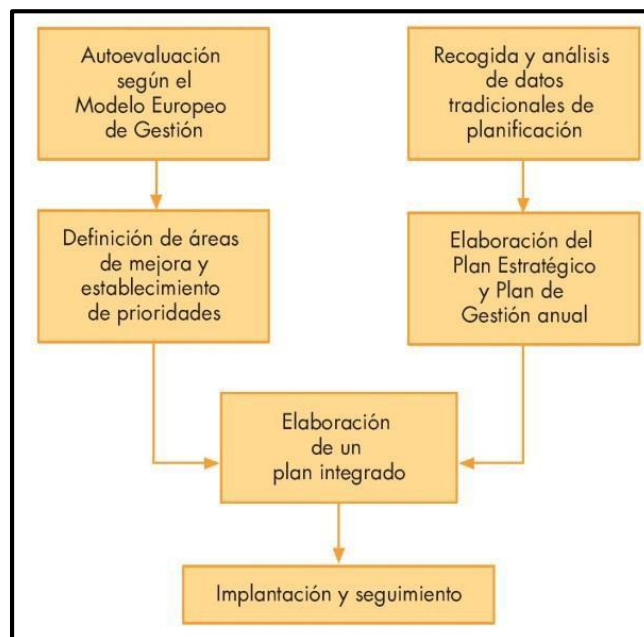 Autoevaluación
según el
Modelo Europeo
de Gestión
Recogida y análisis
de datos
tradicionales de
planificación
Definición de áreas
de mejora y
establecimiento
de prioridades
Elaboración del
Plan Estratégico
y Plan de
Gestión anual
Elaboración
de un
plan integrado
Implantación y seguimiento